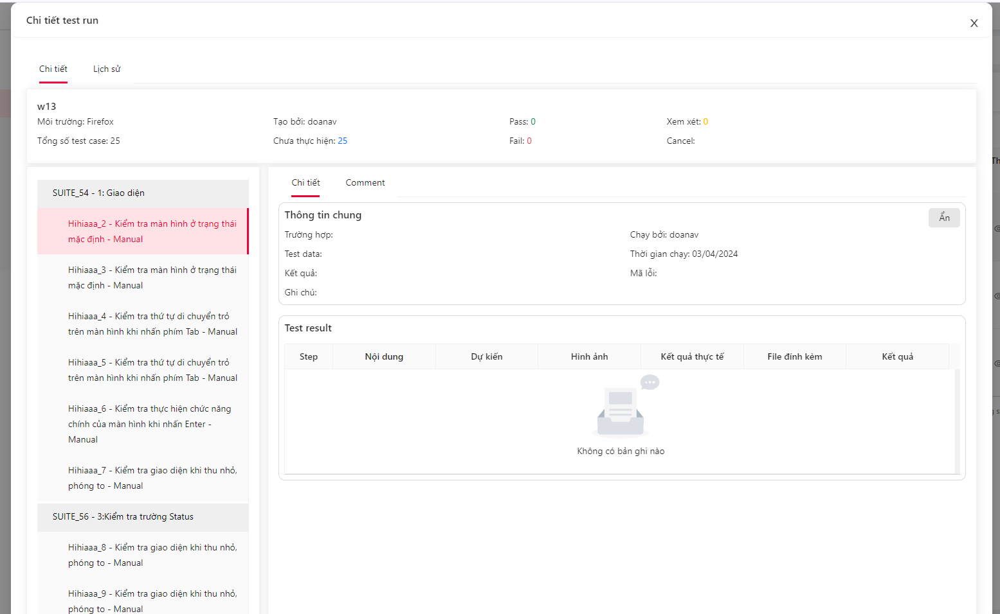 Chi tiết test run
X
Chi tiết
Lịch sử
w13
Môi trường: Firefox
Tạo bởi: doanav
Pass: 0
Xem xét: 0
Tổng số test case: 25
Chưa thực hiện: 25
Fail: 0
Cancel:
SUITE_54 - 1: Giao diện
Hihiaaa_2 - Kiểm tra màn hình ở trạng thái
mặc định - Manual
Hihiaaa_3 - Kiểm tra màn hình ở trạng thái
mặc định - Manual
Hihiaaa_4 - Kiểm tra thứ tự di chuyển trỏ
trên màn hình khi nhấn phím Tab - Manual
Hihiaaa_5 - Kiểm tra thứ tự di chuyển trỏ
trên màn hình khi nhấn phím Tab - Manual
Hihiaaa_6 - Kiểm tra thực hiện chức năng
chính của màn hình khi nhấn Enter -
Manual
Hihiaaa_7 - Kiểm tra giao diện khi thu nhỏ,
phóng to - Manual
SUITE_56 - 3:Kiểm tra trường Status
Hihiaaa_8 - Kiểm tra giao diện khi thu nhỏ,
phóng to - Manual
Hihiaaa_9 - Kiểm tra giao diện khi thu nhỏ,
phóng to - Manual
Chi tiết
Comment
Thông tin chung
Ẩn
Trường hợp:
Chạy bởi: doanav
Test data:
Thời gian chạy: 03/04/2024
Kết quả:
Mã lỗi:
Ghi chú:
Test result
Step
Nội dung
Dự kiến
Hình ảnh
Kết quả thực tế
File đính kèm
Kết quả
Không có bản ghi nào
Th